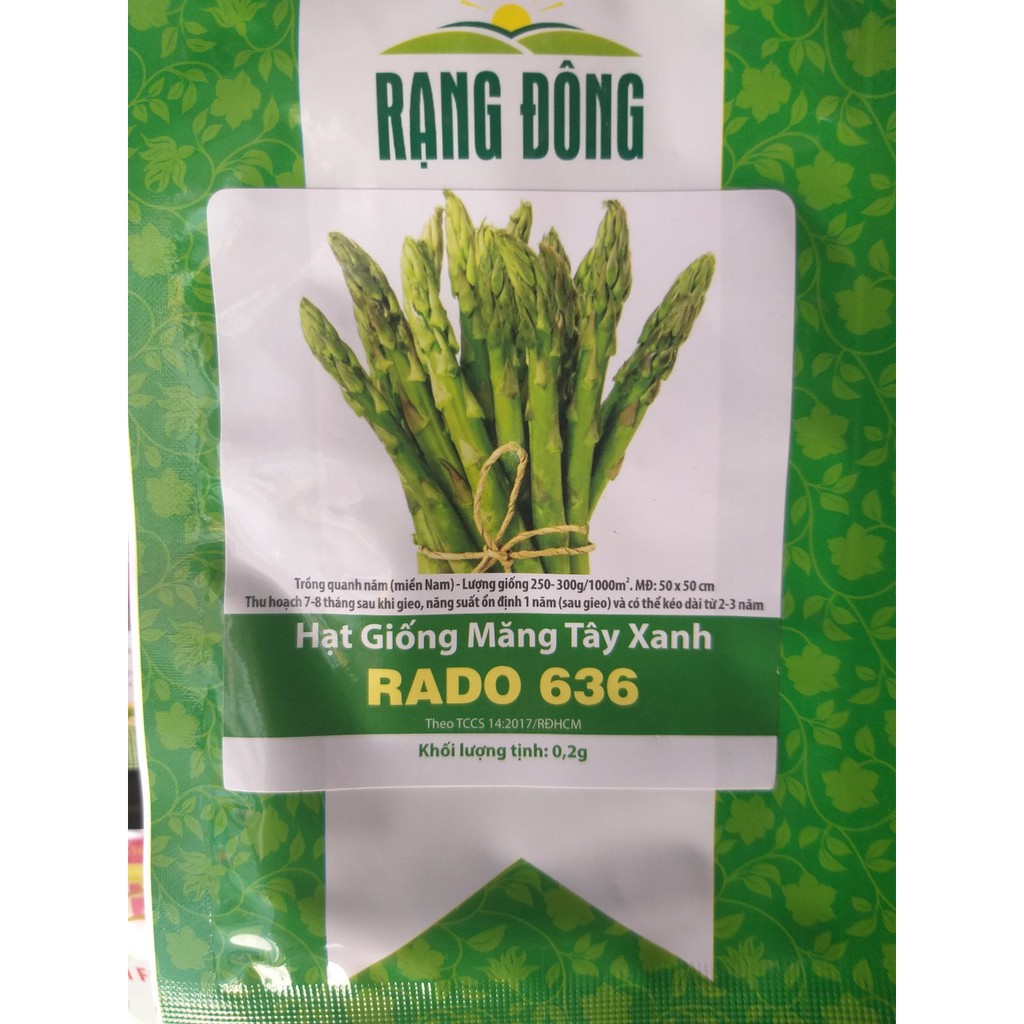 RẠNG ĐÔNG
Trồng quanh năm (miền Nam) - Lượng giống 250- 300g/1000m². MĐ: 50 x 50 cm
Thu hoạch 7-8 tháng sau khi gieo, năng suất ổn định 1 năm (sau gieo) và có thể kéo dài từ 2-3 năm
Hạt Giống Măng Tây Xanh
RADO 636
Theo TCCS 14:2017/RĐHCM
Khối lượng tịnh: 0,2g